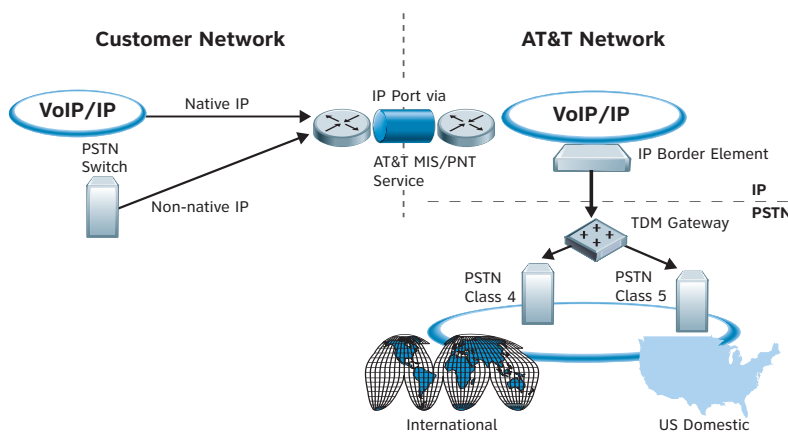 Customer Network
AT&T Network
VoIP/IP
Native IP
IP Port via
VoIP/IP
PSTN
Switch
AT&T MIS/PNT
Service
IP Border Element
Non-native IP
IP
PSTN
TDM Gateway
PSTN
Class 4
PSTN
Class 5
International
US Domestic